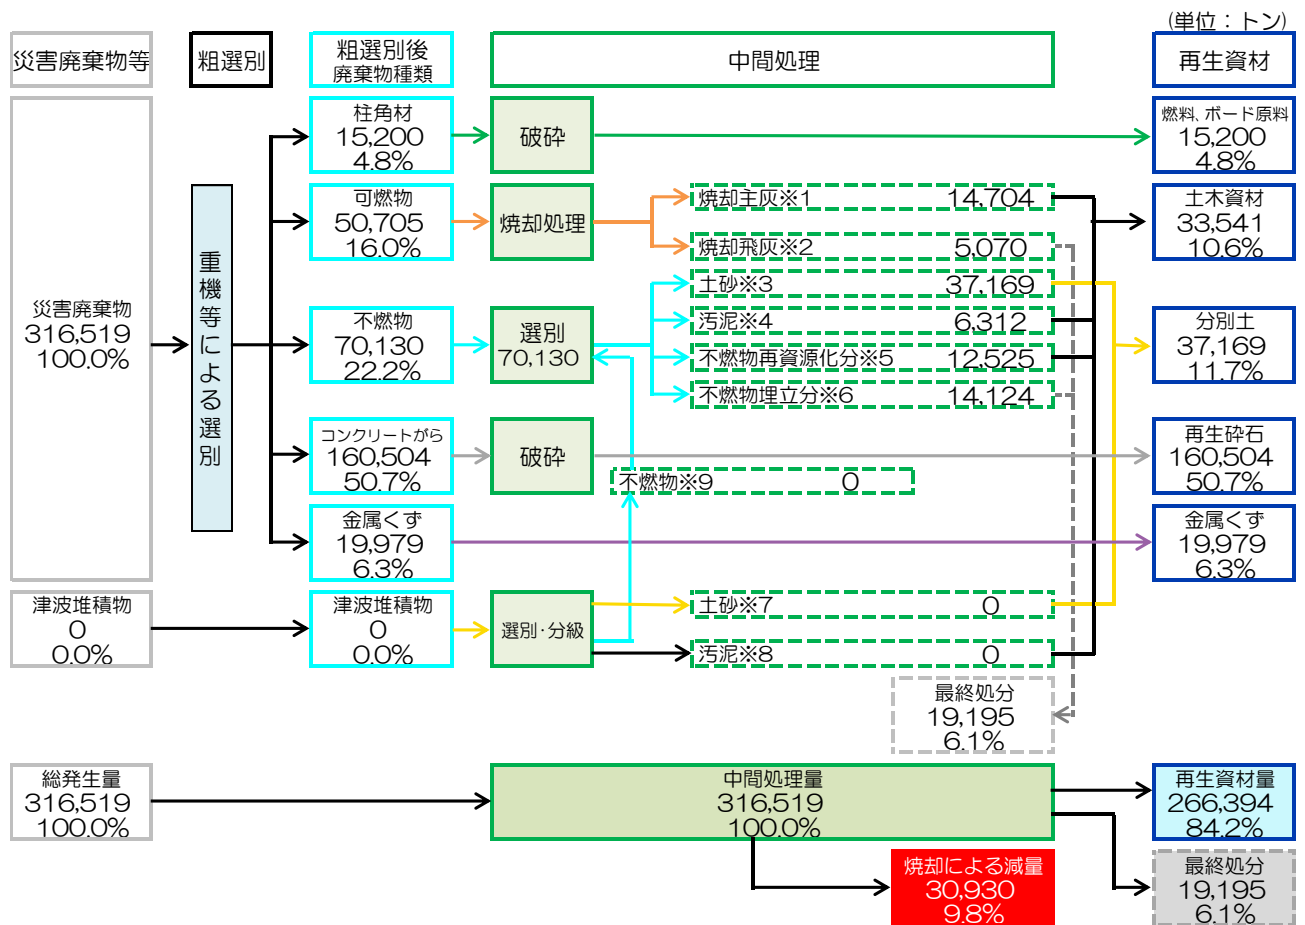 (単位：トン)
災害廃棄物等
粗選別
粗選別後
廃棄物種類
中間処理
再生資材
災害廃棄物
316,519
100.0%
重機等による選別
柱角材
15,200
4.8%
破砕
燃料、ボード原料
15,200
4.8%
可燃物
50,705
16.0%
焼却処理
焼却主灰※1 14,704
焼却飛灰※2 5,070
土木資材
33,541
10.6%
不燃物
70,130
22.2%
選別
70,130
土砂※3 37,169
汚泥※4 6,312
不燃物再資源化分※5 12,525
不燃物埋立分※6 14,124
分別土
37,169
11.7%
コンクリートがら
160,504
50.7%
破砕
不燃物※9 0
再生砕石
160,504
50.7%
金属くず
19,979
6.3%
金属くず
19,979
6.3%
津波堆積物
0
0.0%
津波堆積物
0
0.0%
選別・分級
土砂※7 0
汚泥※8 0
最終処分
19,195
6.1%
総発生量
316,519
100.0%
中間処理量
316,519
100.0%
再生資材量
266,394
84.2%
焼却による減量
30,930
9.8%
最終処分
19,195
6.1%